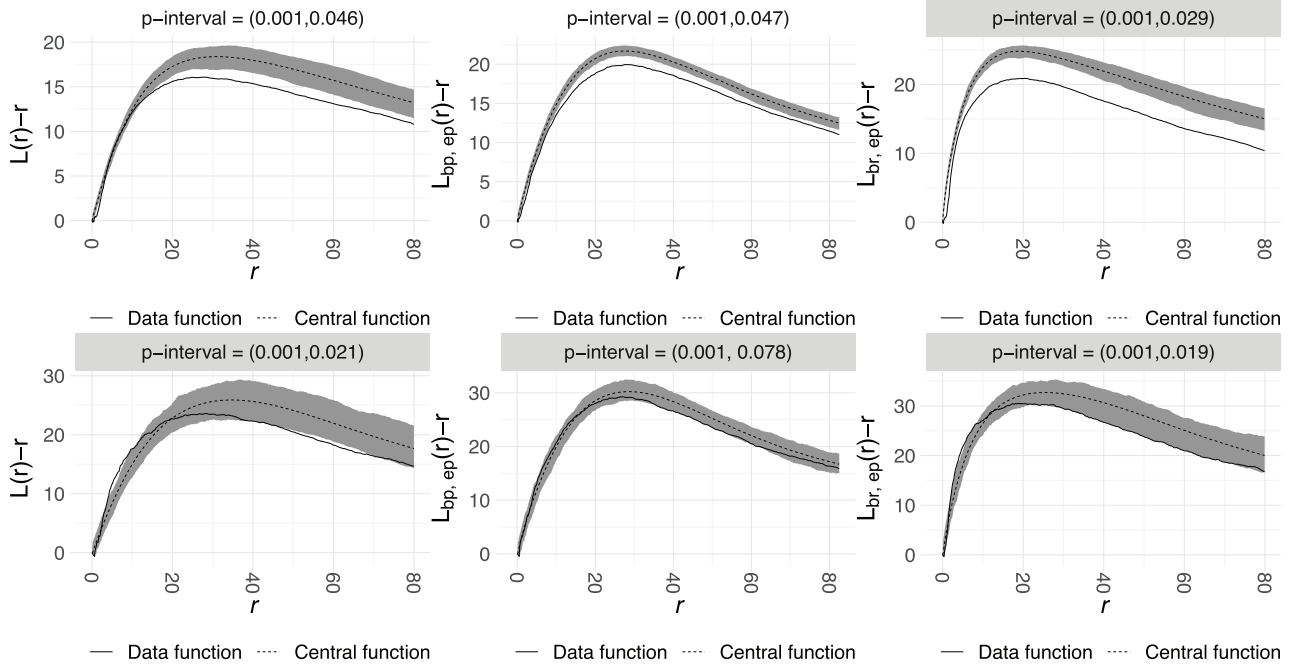 p−interval = (0.001,0.046)
L(r)−r
20
15
10
5
0
0 20 40 60 80
r
Data function Central function
p−interval = (0.001,0.047)
Lbp, ep(r)−r
20
15
10
5
0
0 20 40 60 80
r
Data function Central function
p−interval = (0.001,0.029)
Lbr, ep(r)−r
20
10
0
0 20 40 60 80
r
Data function Central function
p−interval = (0.001,0.021)
L(r)−r
30
20
10
0
0 20 40 60 80
r
Data function Central function
p−interval = (0.001, 0.078)
Lbp, ep(r)−r
30
20
10
0
0 20 40 60 80
r
Data function Central function
p−interval = (0.001,0.019)
Lbr, ep(r)−r
30
20
10
0
0 20 40 60 80
r
Data function Central function